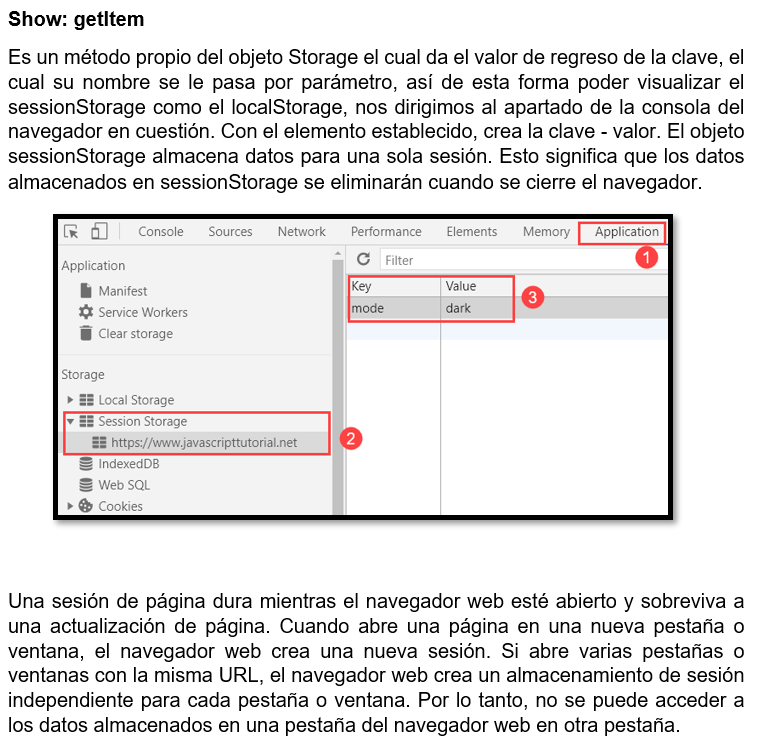 Show: getItem
Es un método propio del objeto Storage el cual da el valor de regreso de la clave, el
cual su nombre se le pasa por parámetro, así de esta forma poder visualizar el
sessionStorage como el localStorage, nos dirigimos al apartado de la consola del
navegador en cuestión. Con el elemento establecido, crea la clave - valor. El objeto
sessionStorage almacena datos para una sola sesión. Esto significa que los datos
almacenados en sessionStorage se eliminarán cuando se cierre el navegador.
Console Sources Network Performance Elements Memory Application
1
Application
Manifest
Service Workers
Clear storage
Storage
Local Storage
Session Storage
https://www.javascripttutorial.net
2
IndexedDB
Web SQL
Cookies
Filter
Key Value
mode dark
3
Una sesión de página dura mientras el navegador web esté abierto y sobreviva a
una actualización de página. Cuando abre una página en una nueva pestaña o
ventana, el navegador web crea una nueva sesión. Si abre varias pestañas o
ventanas con la misma URL, el navegador web crea un almacenamiento de sesión
independiente para cada pestaña o ventana. Por lo tanto, no se puede acceder a
los datos almacenados en una pestaña del navegador web en otra pestaña.